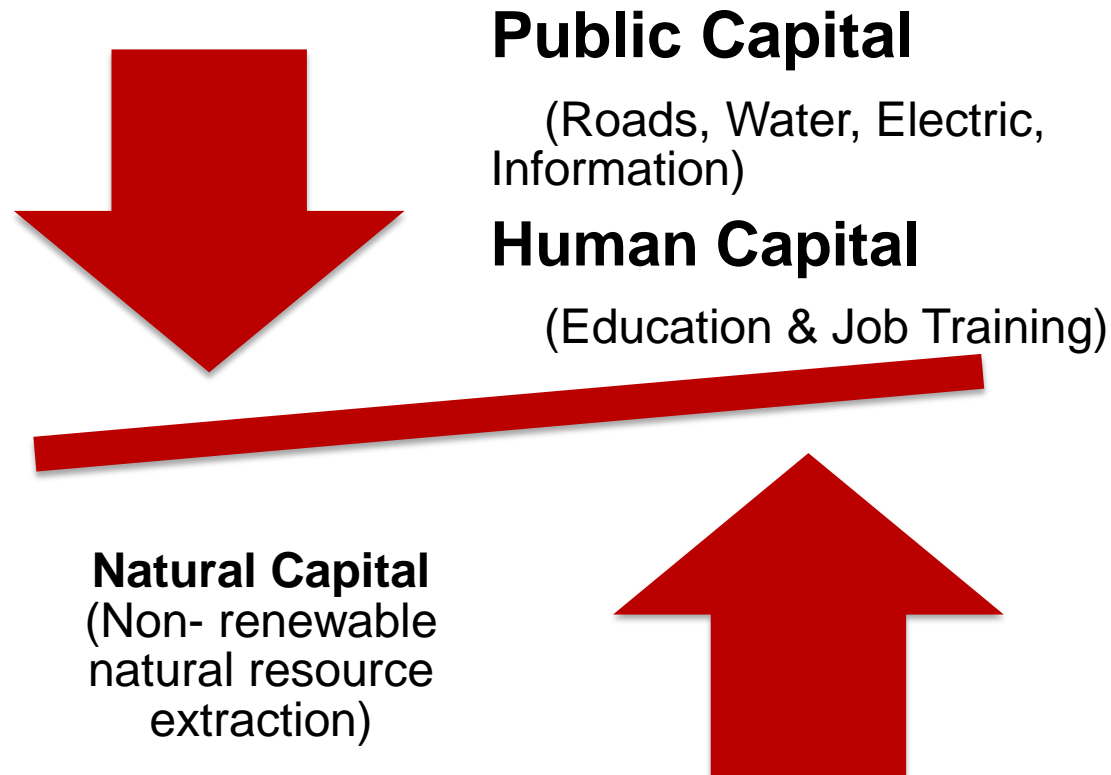 Public Capital
(Roads, Water, Electric,
Information)
Human Capital
(Education & Job Training)
Natural Capital
(Non- renewable
natural resource
extraction)